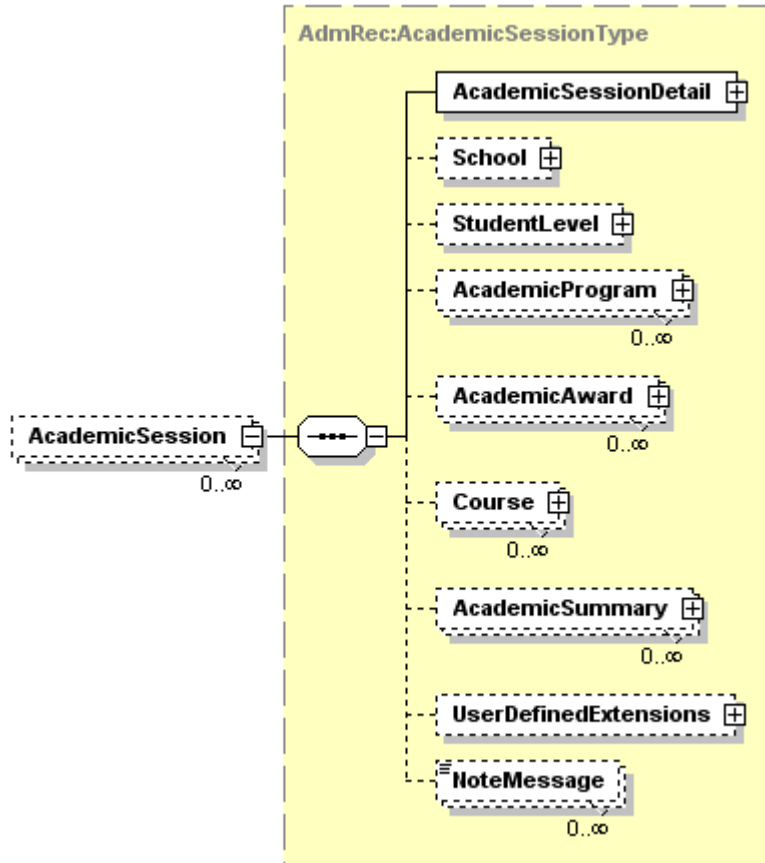 AdmRec:AcademicSessionType
AcademicSessionDetail
School
StudentLevel
AcademicProgram
0..∞
AcademicAward
0..∞
AcademicSession
0..∞
Course
0..∞
AcademicSummary
0..∞
UserDefinedExtensions
NoteMessage
0..∞